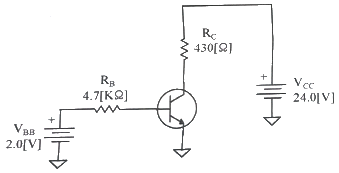 R_C
430[Ω]
R_B
4.7[KΩ]
+
V_CC
24.0[V]
+
V_BB
2.0[V]